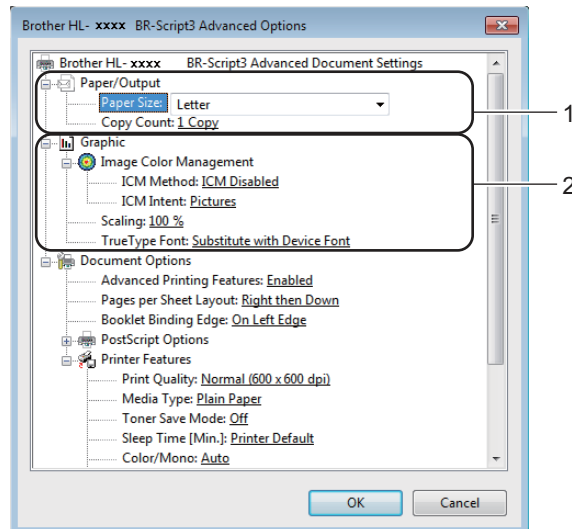 Brother HL- xxxx BR-Script3 Advanced Options
Brother HL- xxxx BR-Script3 Advanced Document Settings
Paper/Output
Paper Size: Letter
Copy Count: 1 Copy
1
Graphic
Image Color Management
ICM Method: ICM Disabled
2
ICM Intent: Pictures
Scaling: 100 %
TrueType Font: Substitute with Device Font
Document Options
Advanced Printing Features: Enabled
Pages per Sheet Layout: Right then Down
Booklet Binding Edge: On Left Edge
PostScript Options
Printer Features
Print Quality: Normal (600 x 600 dpi)
Media Type: Plain Paper
Toner Save Mode: Off
Sleep Time [Min.]: Printer Default
Color/Mono: Auto
OK Cancel